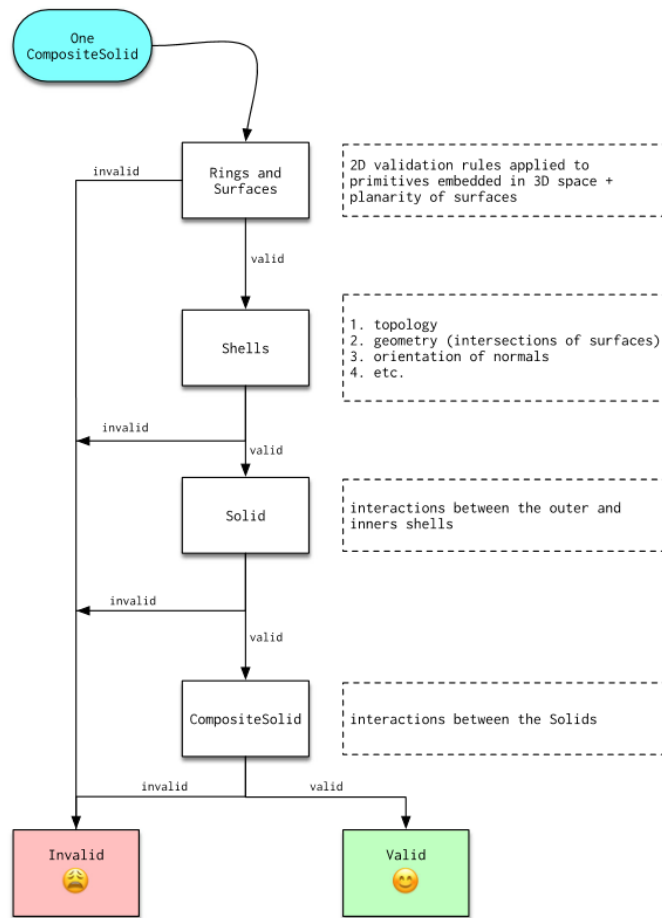 One
CompositeSolid
invalid
Rings and
Surfaces
2D validation rules applied to
primitives embedded in 3D space +
planarity of surfaces
valid
Shells
1. topology
2. geometry (intersections of surfaces)
3. orientation of normals
4. etc.
invalid
valid
Solid
interactions between the outer and
inners shells
invalid
valid
CompositeSolid
interactions between the Solids
invalid
valid
Invalid
Valid